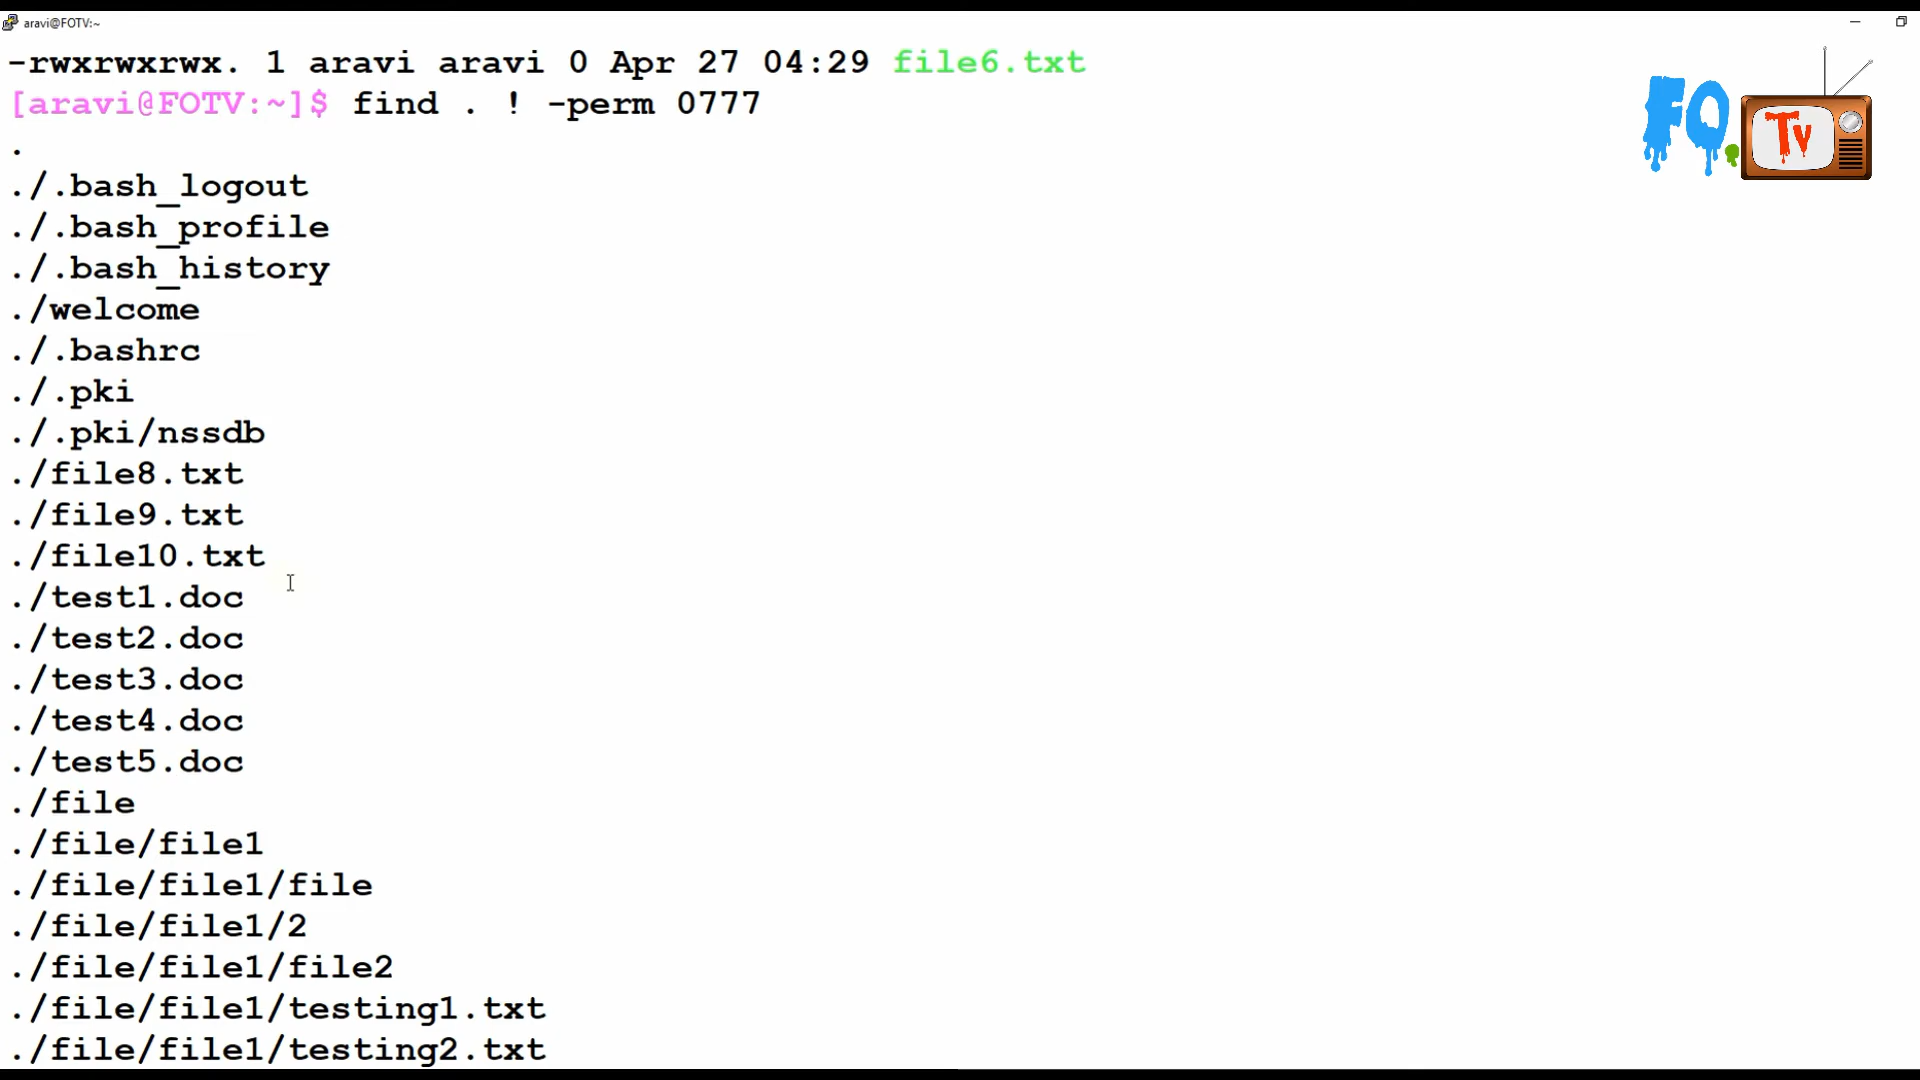 aravi@FOTV:~
-rwxrwxrwx. 1 aravi aravi 0 Apr 27 04:29 file6.txt
[aravi@FOTV:~]$ find . ! -perm 0777
.
./.bash_logout
./.bash_profile
./.bash_history
./welcome
./.bashrc
./.pki
./.pki/nssdb
./file8.txt
./file9.txt
./file10.txt
./test1.doc
./test2.doc
./test3.doc
./test4.doc
./test5.doc
./file
./file/file1
./file/file1/file
./file/file1/2
./file/file1/file2
./file/file1/testing1.txt
./file/file1/testing2.txt
FO. Tv